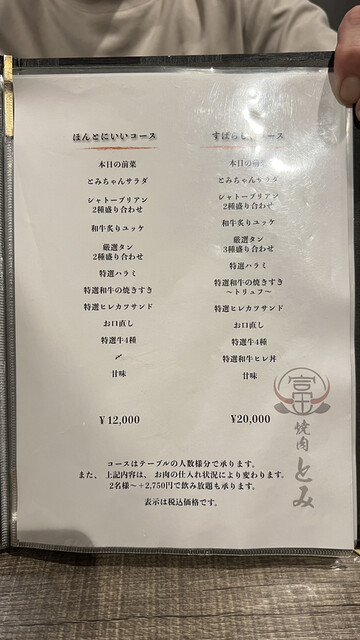 ほんとにいいコース
本日の前菜
とみちゃんサラダ
シャトーブリアン
2種盛り合わせ
和牛炙りユッケ
厳選タン
2種盛り合わせ
特選ハラミ
特選和牛の焼きすき
特選ヒレカツサンド
お口直し
特選牛4種
〆
甘味
¥12,000
すばらしいコース
本日の前菜
とみちゃんサラダ
シャトーブリアン
2種盛り合わせ
和牛炙りユッケ
厳選タン
3種盛り合わせ
特選ハラミ
特選和牛の焼きすき
〜トリュフ〜
特選ヒレカツサンド
お口直し
特選牛4種
特選和牛ヒレ丼
甘味
¥20,000
コースはテーブルの人数様分で承ります。
また、上記内容は、お肉の仕入れ状況により変わります。
2名様〜+2,750円で飲み放題も承ります。
表示は税込価格です。
富
焼肉
とみ